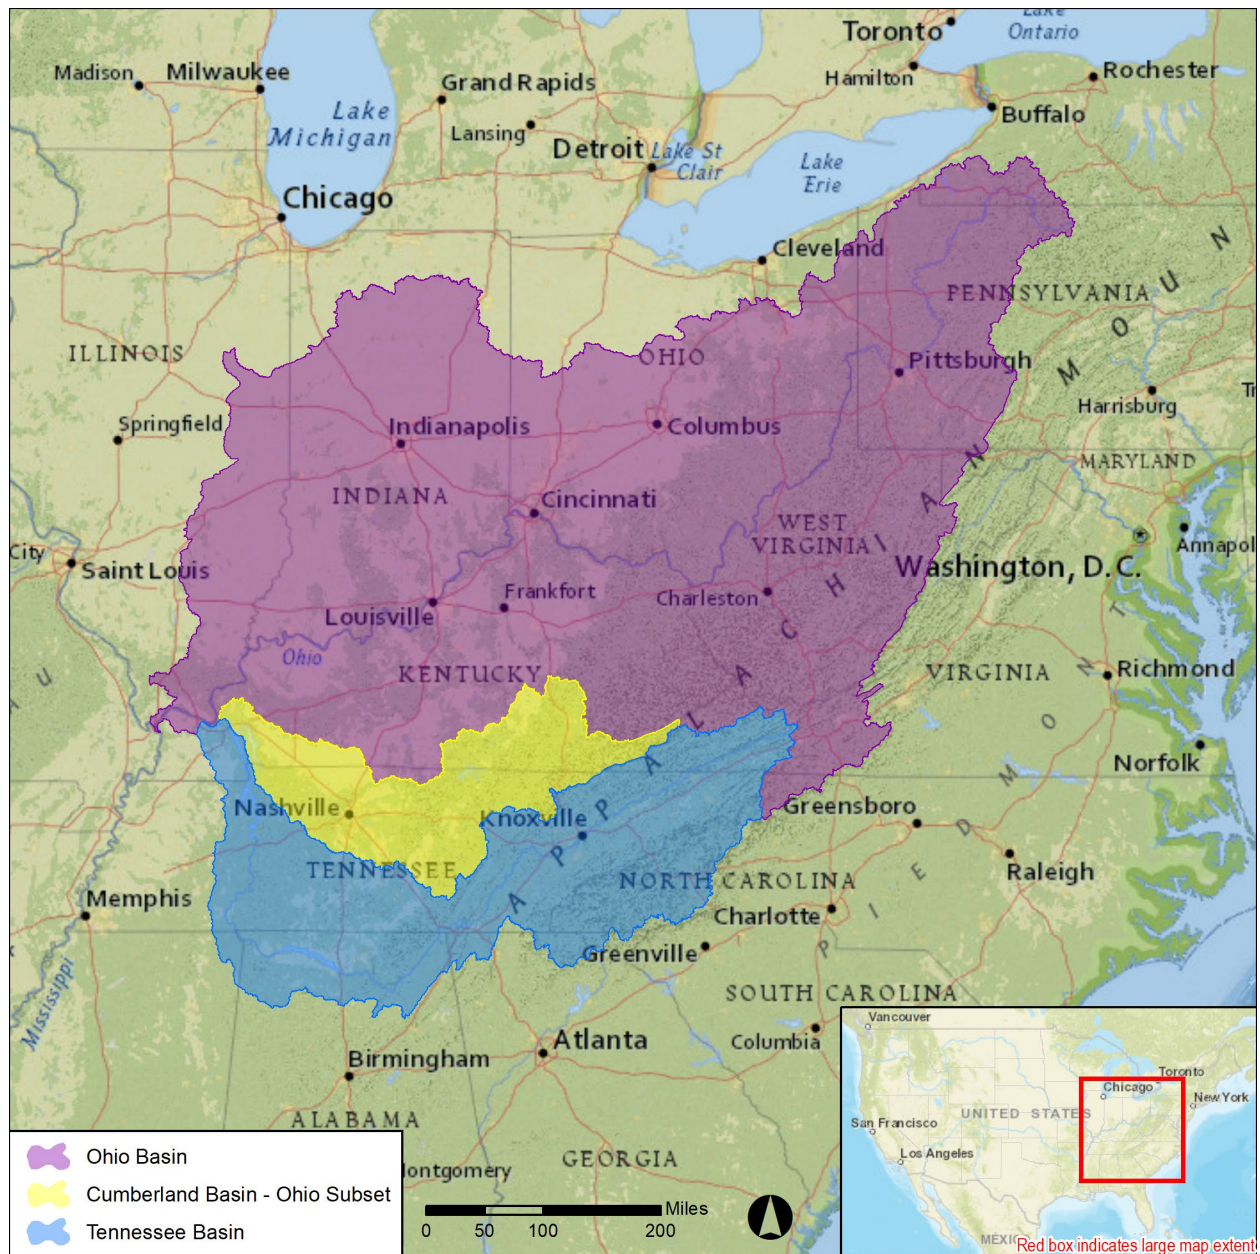 Toronto
Lake
Ontario
Madison
Milwaukee
Grand Rapids
Hamilton
Rochester
Lake
Michigan
Lansing
Buffalo
Detroit
Lake St
Clair
Lake
Erie
Chicago
Cleveland
PENNSYLVANIA
ILLINOIS
OHIO
Pittsburgh
Harrisburg
Springfield
Indianapolis
Columbus
MARYLAND
INDIANA
Cincinnati
WEST
VIRGINIA
City
Saint Louis
Washington, D.C.
Annapol
Frankfort
Charleston
Louisville
Ohio
KENTUCKY
VIRGINIA
Richmond
Norfolk
APPALACHIAN MOUN
Nashville
Knoxville
Greensboro
TENNESSEE
NORTH CAROLINA
Raleigh
Memphis
Charlotte
PIEDMONT
Greenville
Mississippi
SOUTH CAROLINA
Atlanta
Columbia
Birmingham
ALABAMA
GEORGIA
ontgomery
Ohio Basin
Cumberland Basin - Ohio Subset
Tennessee Basin
Miles
0 50 100 200
Vancouver
Toronto
Chicago
New York
UNITED STATES
San Francisco
Los Angeles
MÉXIC
Red box indicates large map extent